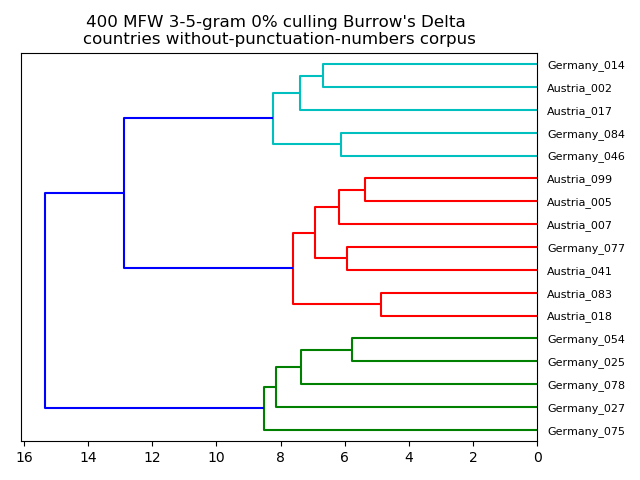 400 MFW 3-5-gram 0% culling Burrow's Delta
countries without-punctuation-numbers corpus
Germany_014
Austria_002
Austria_017
Germany_084
Germany_046
Austria_099
Austria_005
Austria_007
Germany_077
Austria_041
Austria_083
Austria_018
Germany_054
Germany_025
Germany_078
Germany_027
Germany_075
16 14 12 10 8 6 4 2 0